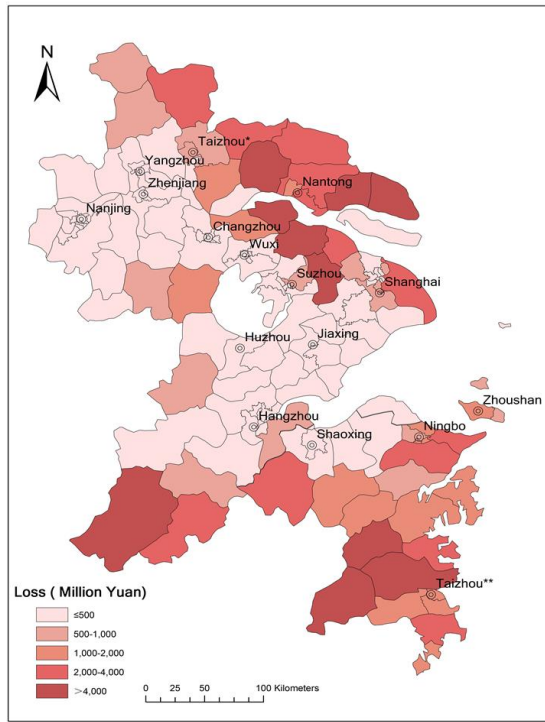 N
Taizhou*
Yangzhou
Zhenjiang
Nantong
Nanjing
Changzhou
Wuxi
Suzhou
Shanghai
Huzhou
Jiaxing
Zhoushan
Hangzhou
Ningbo
Shaoxing
Taizhou**
Loss ( Million Yuan)
≤500
500-1,000
1,000-2,000
2,000-4,000
>4,000
0 25 50 100 Kilometers